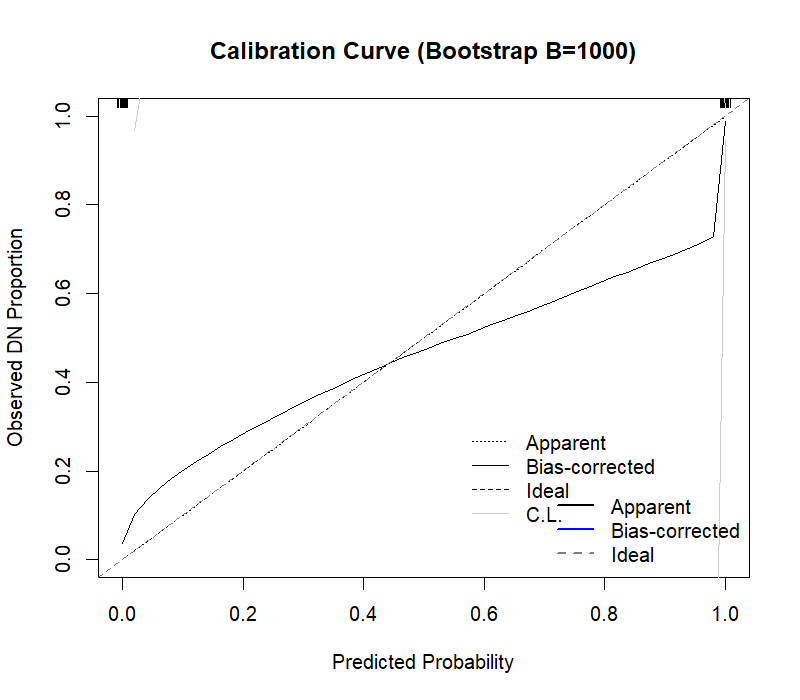 Calibration Curve (Bootstrap B=1000)
Observed DN Proportion
1.0
0.8
0.6
0.4
0.2
0.0
Apparent
Bias-corrected
Ideal
C.L.
Apparent
Bias-corrected
Ideal
0.0 0.2 0.4 0.6 0.8 1.0
Predicted Probability